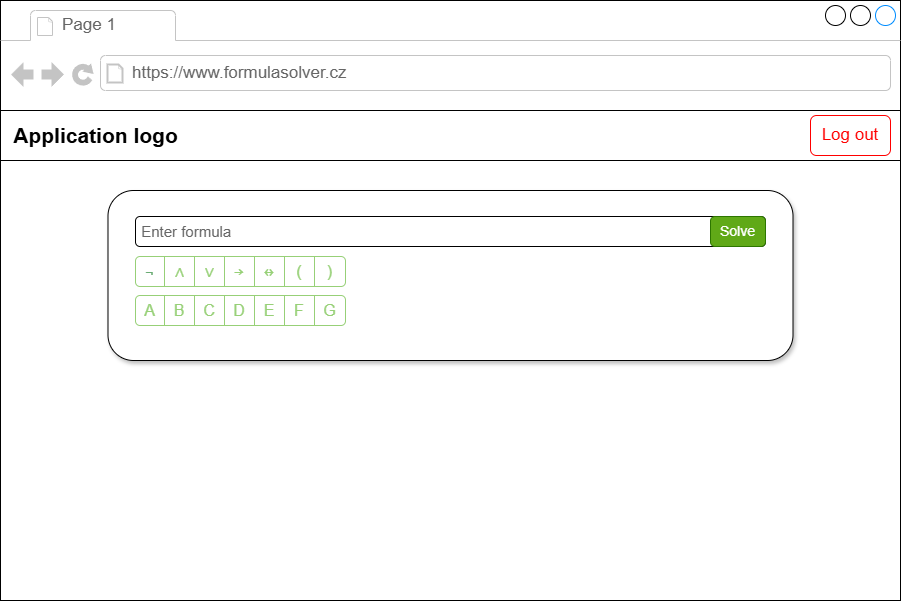 Page 1
https://www.formulasolver.cz
Application logo
Log out
Enter formula
Solve
¬ ∧ ∨ → ↔ ( )
A B C D E F G